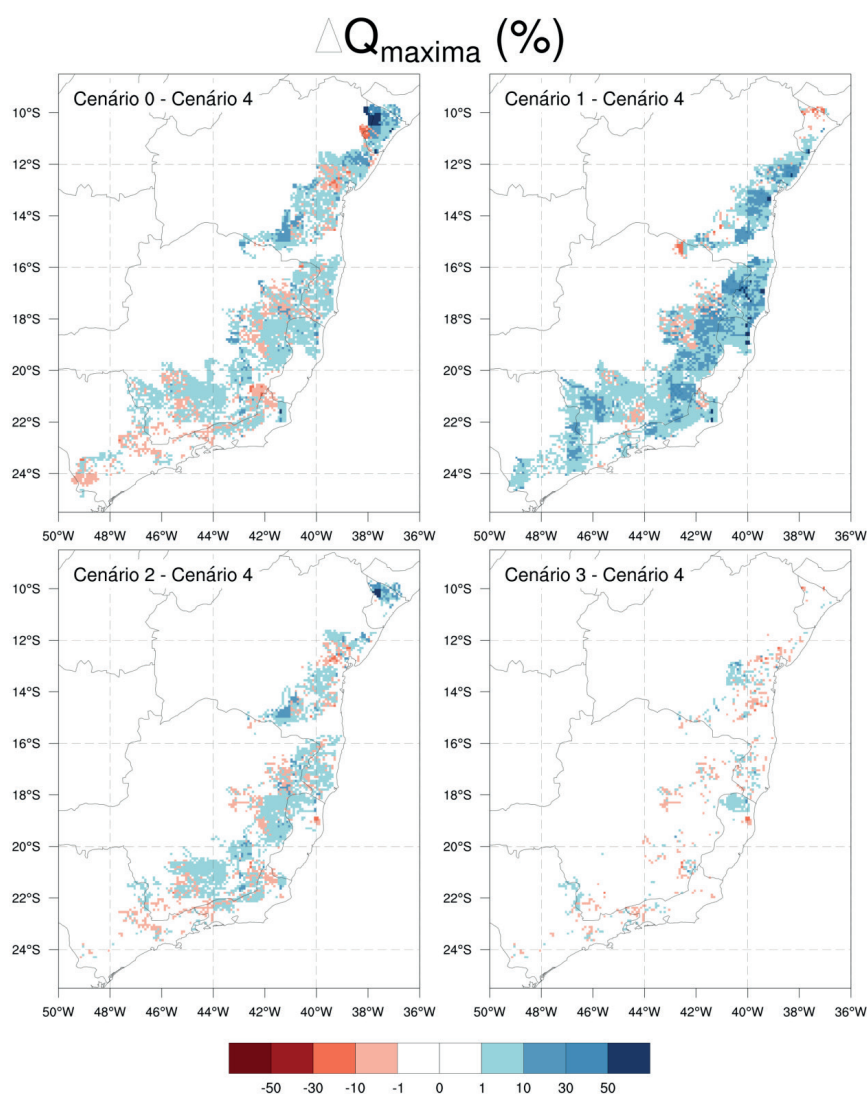 △Qmaxima (%)
Cenário 0 - Cenário 4
10°S
12°S
14°S
16°S
18°S
20°S
22°S
24°S
50°W 48°W 46°W 44°W 42°W 40°W 38°W 36°W
Cenário 1 - Cenário 4
10°S
12°S
14°S
16°S
18°S
20°S
22°S
24°S
50°W 48°W 46°W 44°W 42°W 40°W 38°W 36°W
Cenário 2 - Cenário 4
10°S
12°S
14°S
16°S
18°S
20°S
22°S
24°S
50°W 48°W 46°W 44°W 42°W 40°W 38°W 36°W
Cenário 3 - Cenário 4
10°S
12°S
14°S
16°S
18°S
20°S
22°S
24°S
50°W 48°W 46°W 44°W 42°W 40°W 38°W 36°W
-50 -30 -10 -1 0 1 10 30 50